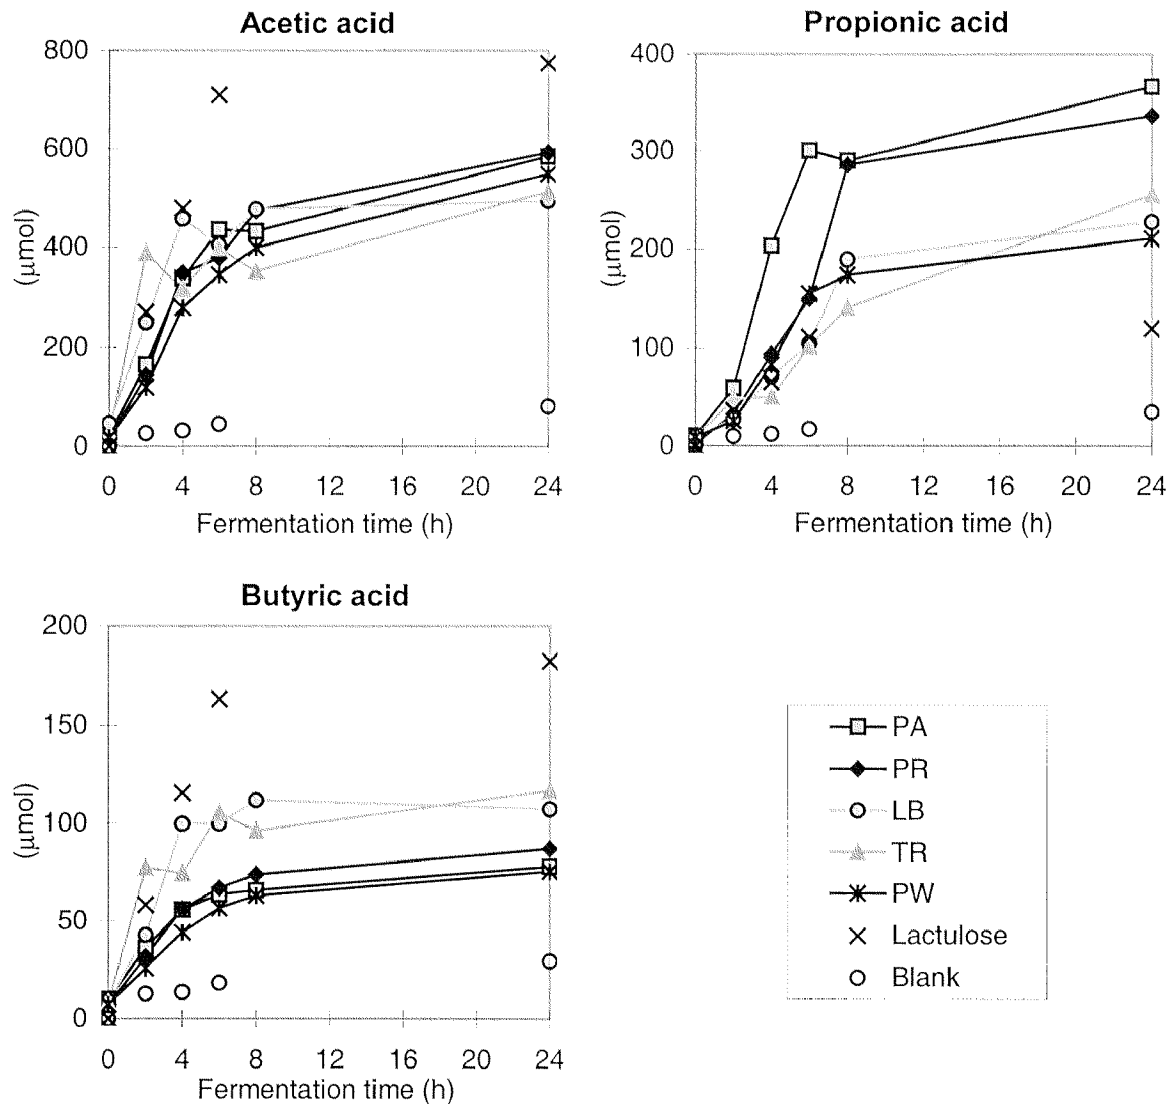 Acetic acid
800
600
400
200
0
(µmol)
0 4 8 12 16 20 24
Fermentation time (h)
Propionic acid
400
300
200
100
0
(µmol)
0 4 8 12 16 20 24
Fermentation time (h)
Butyric acid
200
150
100
50
0
(µmol)
0 4 8 12 16 20 24
Fermentation time (h)
PA
PR
LB
TR
PW
Lactulose
Blank